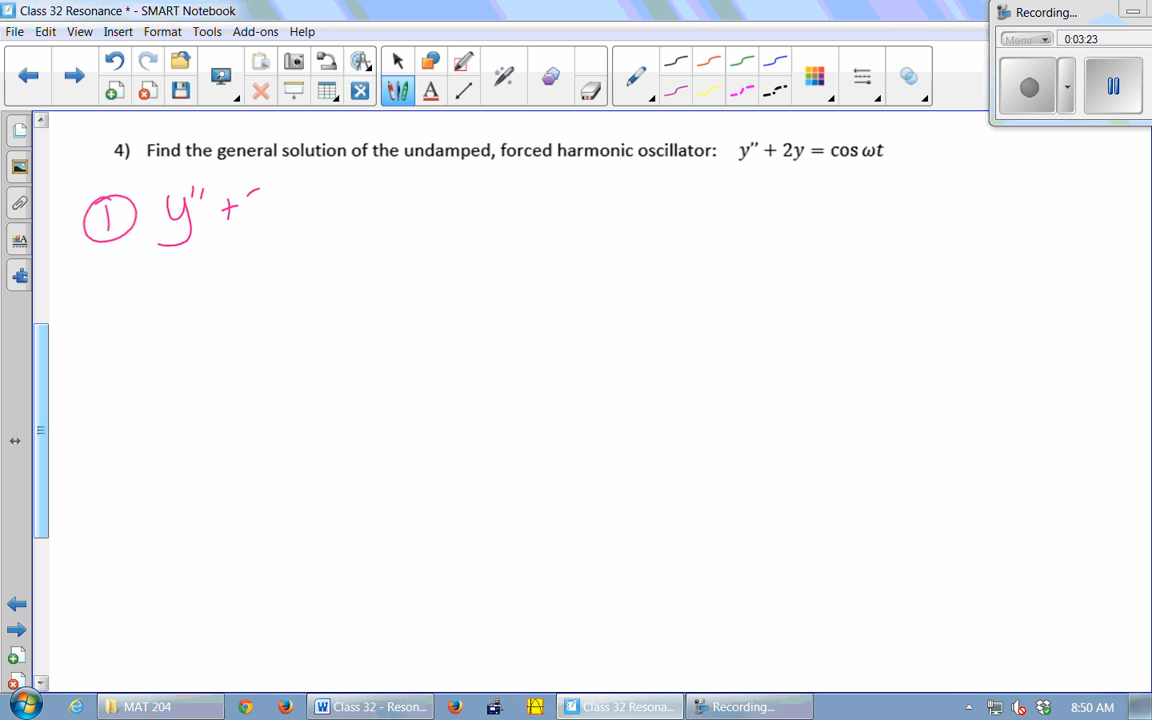 Class 32 Resonance * - SMART Notebook
Recording...
File Edit View Insert Format Tools Add-ons Help
Menu 0:03:23
4) Find the general solution of the undamped, forced harmonic oscillator: y″ + 2y = cos ωt
① y″ +
MAT 204
Class 32 - Reson...
Class 32 Resona...
Recording...
8:50 AM